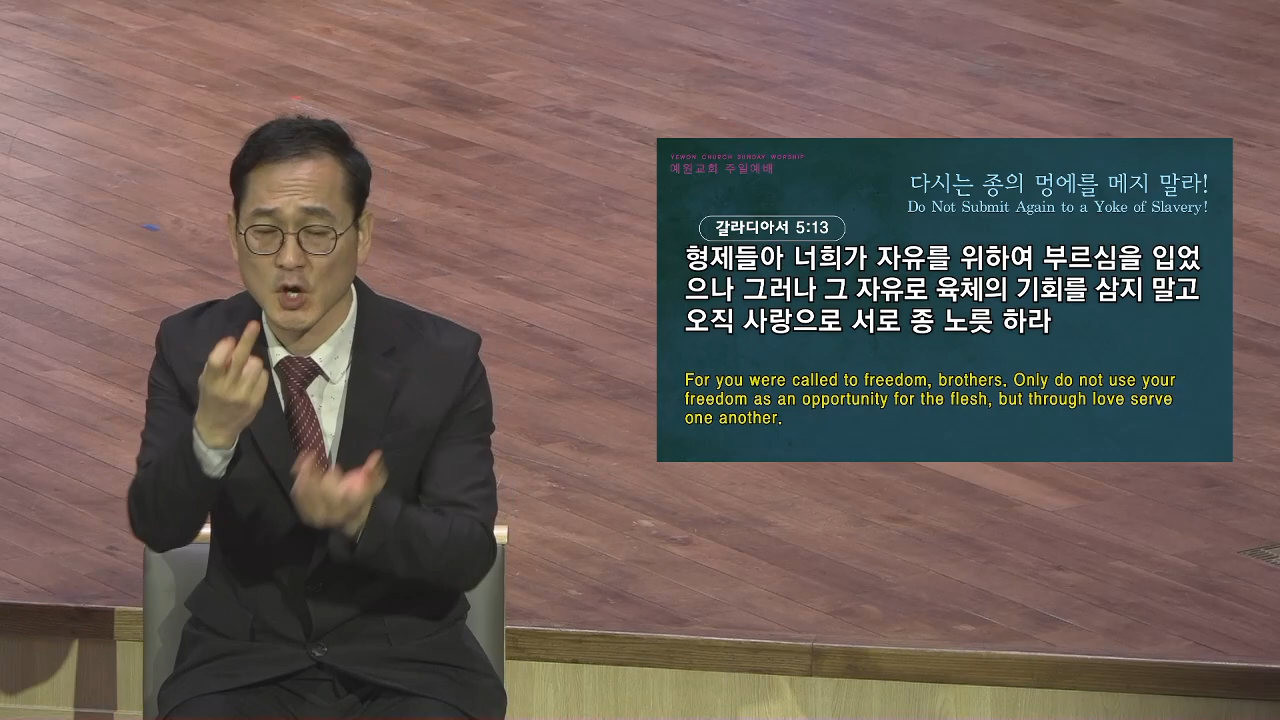 YEWON CHURCH SUNDAY WORSHIP
예원교회 주일예배
다시는 종의 멍에를 메지 말라!
Do Not Submit Again to a Yoke of Slavery!
갈라디아서 5:13
형제들아 너희가 자유를 위하여 부르심을 입었
으나 그러나 그 자유로 육체의 기회를 삼지 말고
오직 사랑으로 서로 종 노릇 하라
For you were called to freedom, brothers. Only do not use your
freedom as an opportunity for the flesh, but through love serve
one another.